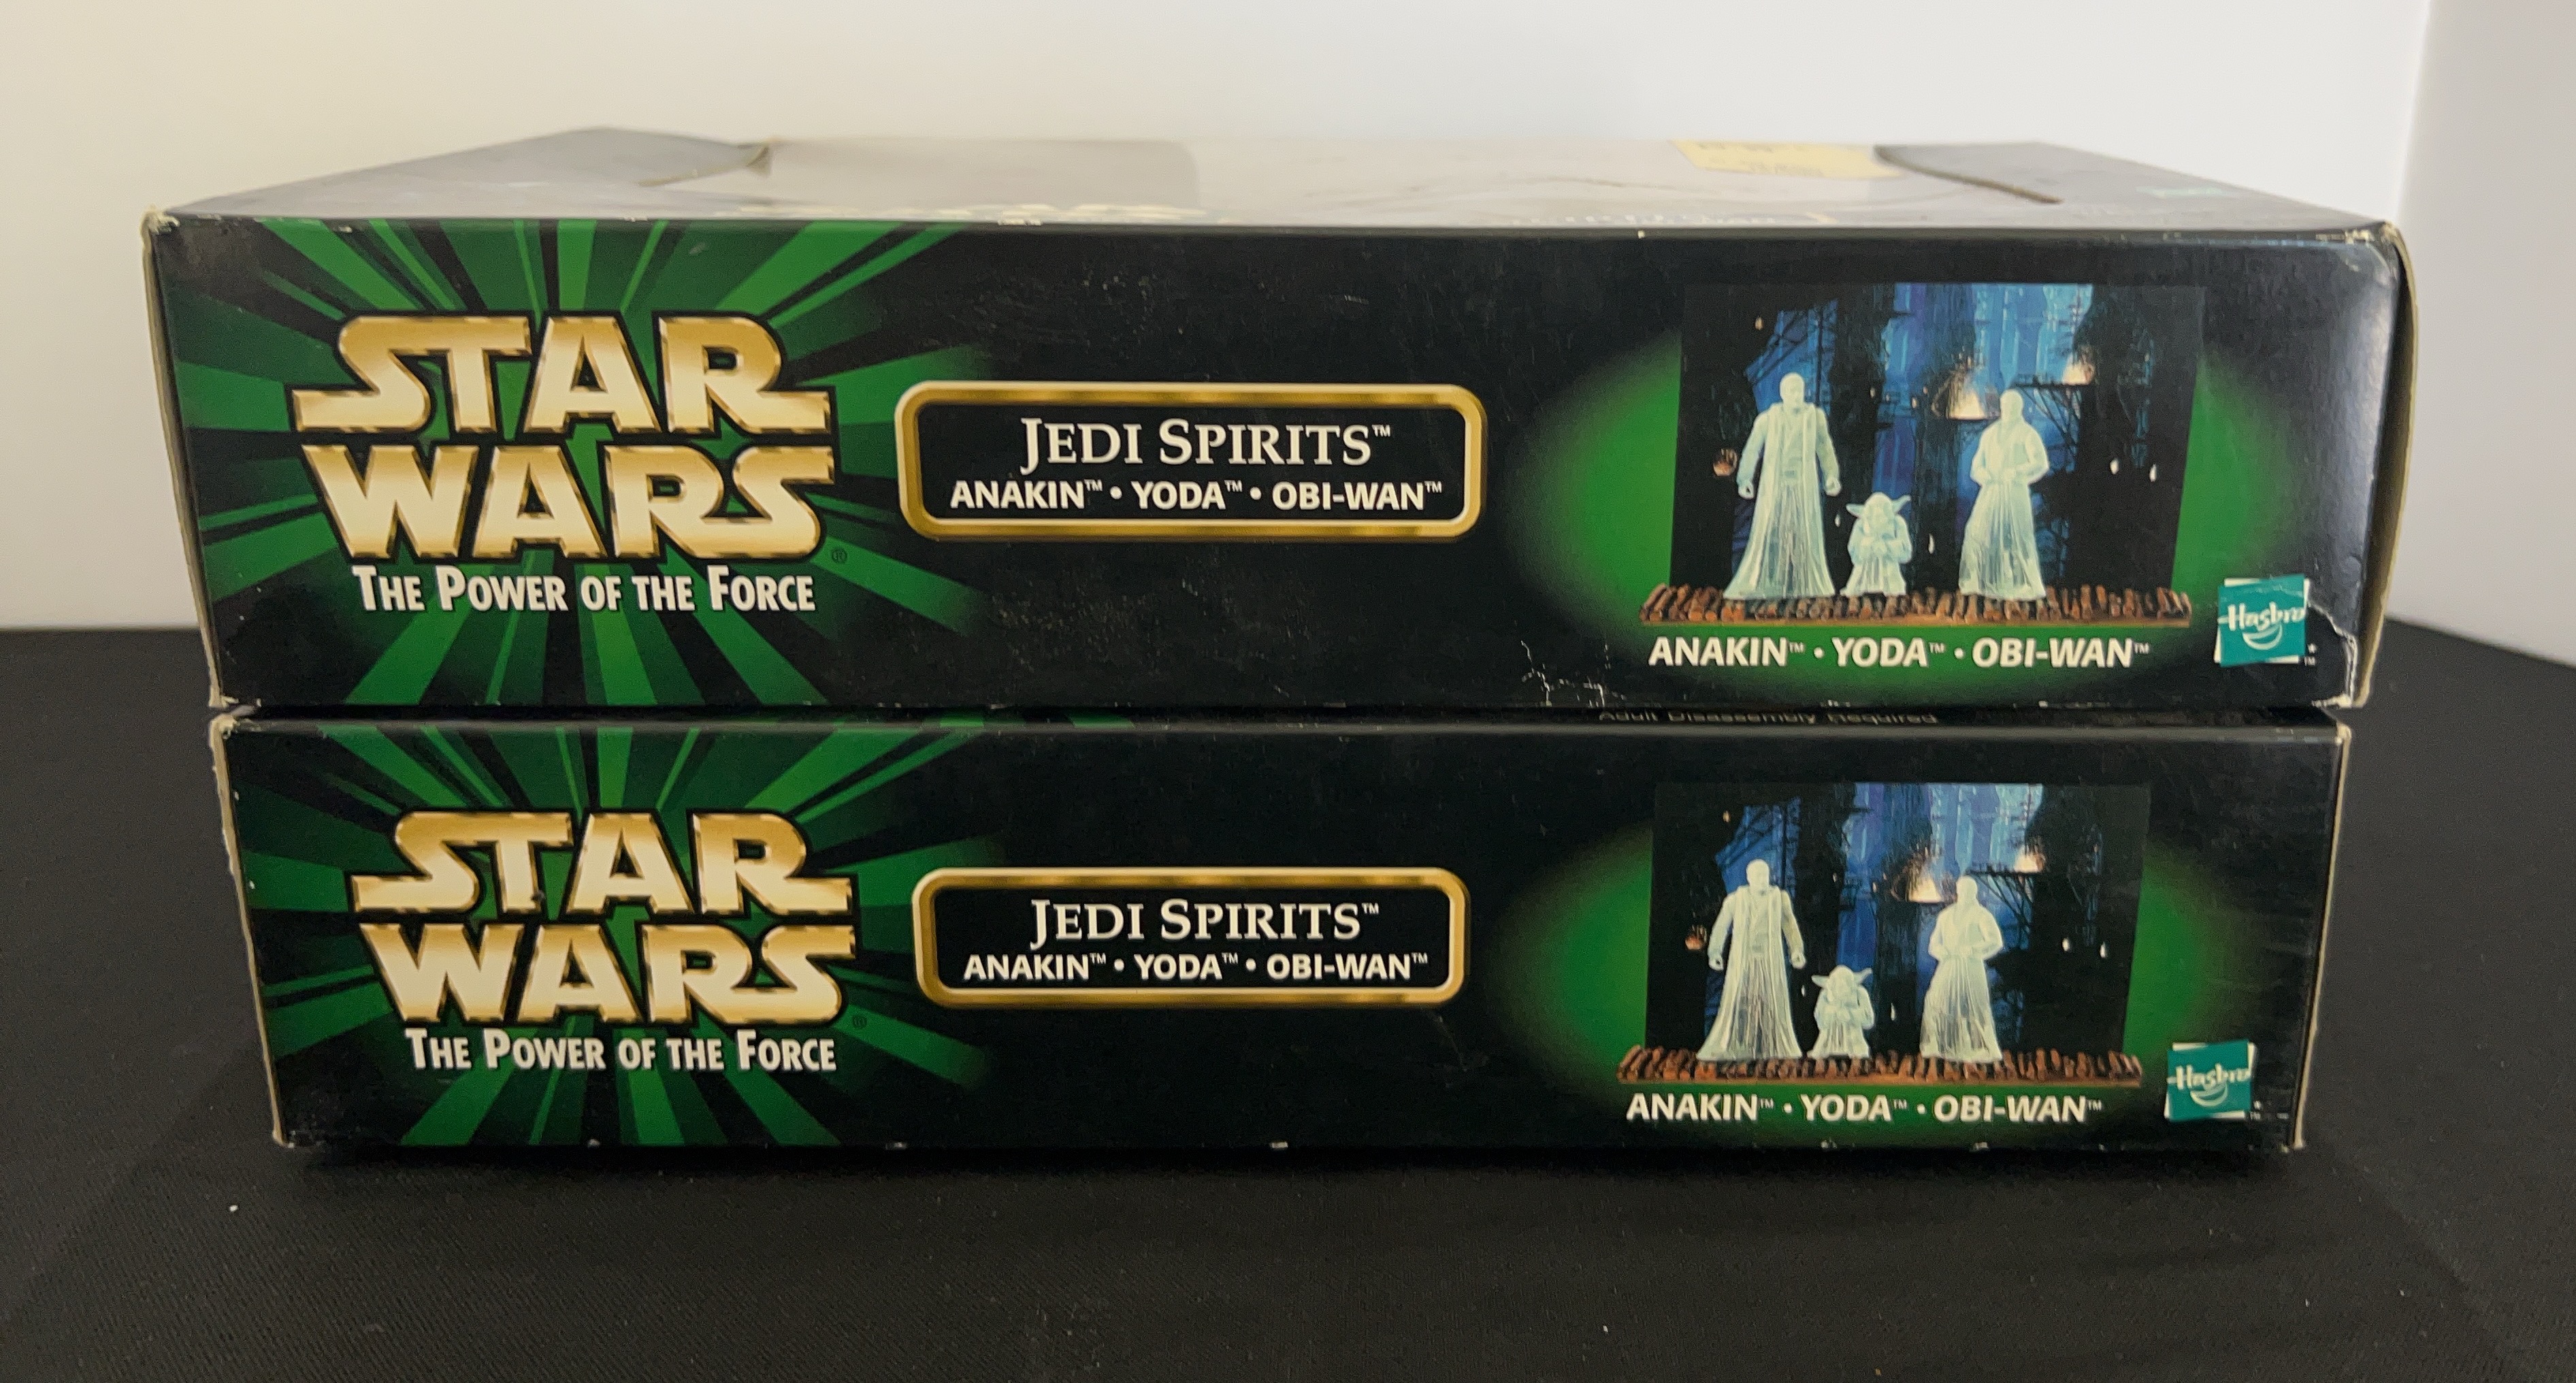 STAR
WARS®
THE POWER OF THE FORCE
JEDI SPIRITS™
ANAKIN™ • YODA™ • OBI-WAN™
ANAKIN™ • YODA™ • OBI-WAN™
Hasbro
™
Adult Disassembly Required
STAR
WARS®
THE POWER OF THE FORCE
JEDI SPIRITS™
ANAKIN™ • YODA™ • OBI-WAN™
ANAKIN™ • YODA™ • OBI-WAN™
Hasbro
™